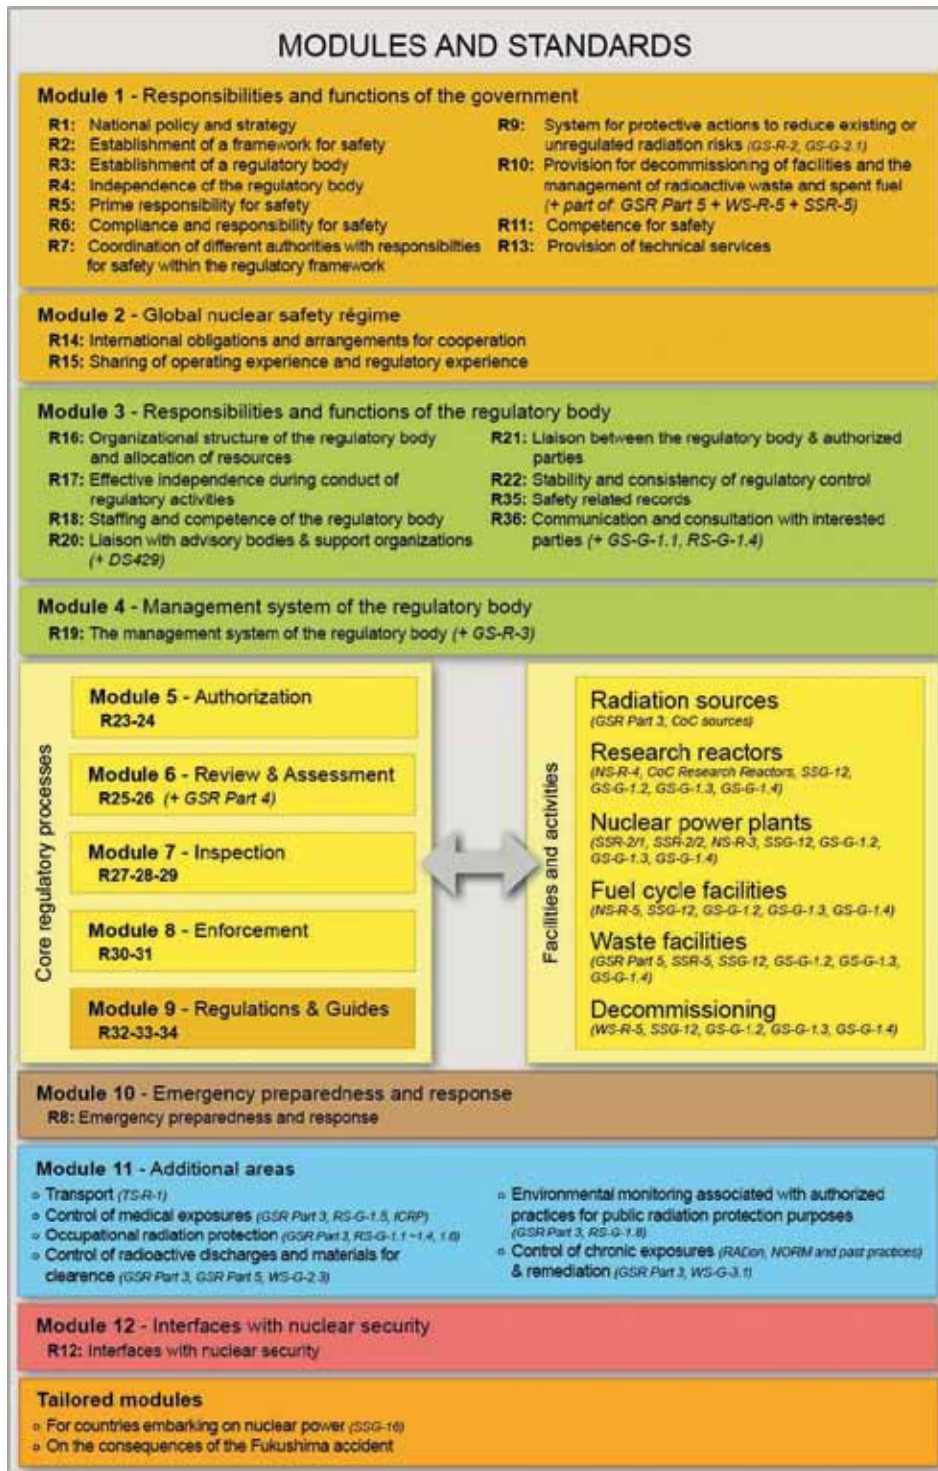 MODULES AND STANDARDS
Module 1 - Responsibilities and functions of the government
R1: National policy and strategy
R2: Establishment of a framework for safety
R3: Establishment of a regulatory body
R4: Independence of the regulatory body
R5: Prime responsibility for safety
R6: Compliance and responsibility for safety
R7: Coordination of different authorities with responsibilties
for safety within the regulatory framework
R9: System for protective actions to reduce existing or
unregulated radiation risks (GS-R-2, GS-G-2.1)
R10: Provision for decommissioning of facilities and the
management of radioactive waste and spent fuel
(+ part of: GSR Part 5 + WS-R-5 + SSR-5)
R11: Competence for safety
R13: Provision of technical services
Module 2 - Global nuclear safety régime
R14: International obligations and arrangements for cooperation
R15: Sharing of operating experience and regulatory experience
Module 3 - Responsibilities and functions of the regulatory body
R16: Organizational structure of the regulatory body
and allocation of resources
R17: Effective independence during conduct of
regulatory activities
R18: Staffing and competence of the regulatory body
R20: Liaison with advisory bodies & support organizations
(+ DS429)
R21: Liaison between the regulatory body & authorized
parties
R22: Stability and consistency of regulatory control
R35: Safety related records
R36: Communication and consultation with interested
parties (+ GS-G-1.1, RS-G-1.4)
Module 4 - Management system of the regulatory body
R19: The management system of the regulatory body (+ GS-R-3)
Core regulatory processes
Module 5 - Authorization
R23-24
Module 6 - Review & Assessment
R25-26 (+ GSR Part 4)
Module 7 - Inspection
R27-28-29
Module 8 - Enforcement
R30-31
Module 9 - Regulations & Guides
R32-33-34
Facilities and activities
Radiation sources
(GSR Part 3, CoC sources)
Research reactors
(NS-R-4, CoC Research Reactors, SSG-12,
GS-G-1.2, GS-G-1.3, GS-G-1.4)
Nuclear power plants
(SSR-2/1, SSR-2/2, NS-R-3, SSG-12, GS-G-1.2,
GS-G-1.3, GS-G-1.4)
Fuel cycle facilities
(NS-R-5, SSG-12, GS-G-1.2, GS-G-1.3, GS-G-1.4)
Waste facilities
(GSR Part 5, SSR-5, SSG-12, GS-G-1.2, GS-G-1.3,
GS-G-1.4)
Decommissioning
(WS-R-5, SSG-12, GS-G-1.2, GS-G-1.3, GS-G-1.4)
Module 10 - Emergency preparedness and response
R8: Emergency preparedness and response
Module 11 - Additional areas
Transport (TS-R-1)
Control of medical exposures (GSR Part 3, RS-G-1.5, ICRP)
Occupational radiation protection (GSR Part 3, RS-G-1.1~1.4, 1.6)
Control of radioactive discharges and materials for
clearence (GSR Part 3, GSR Part 5, WS-G-2.3)
Environmental monitoring associated with authorized
practices for public radiation protection purposes
(GSR Part 3, RS-G-1.8)
Control of chronic exposures (RADon, NORM and past practices)
& remediation (GSR Part 3, WS-G-3.1)
Module 12 - Interfaces with nuclear security
R12: Interfaces with nuclear security
Tailored modules
For countries embarking on nuclear power (SSG-16)
On the consequences of the Fukushima accident